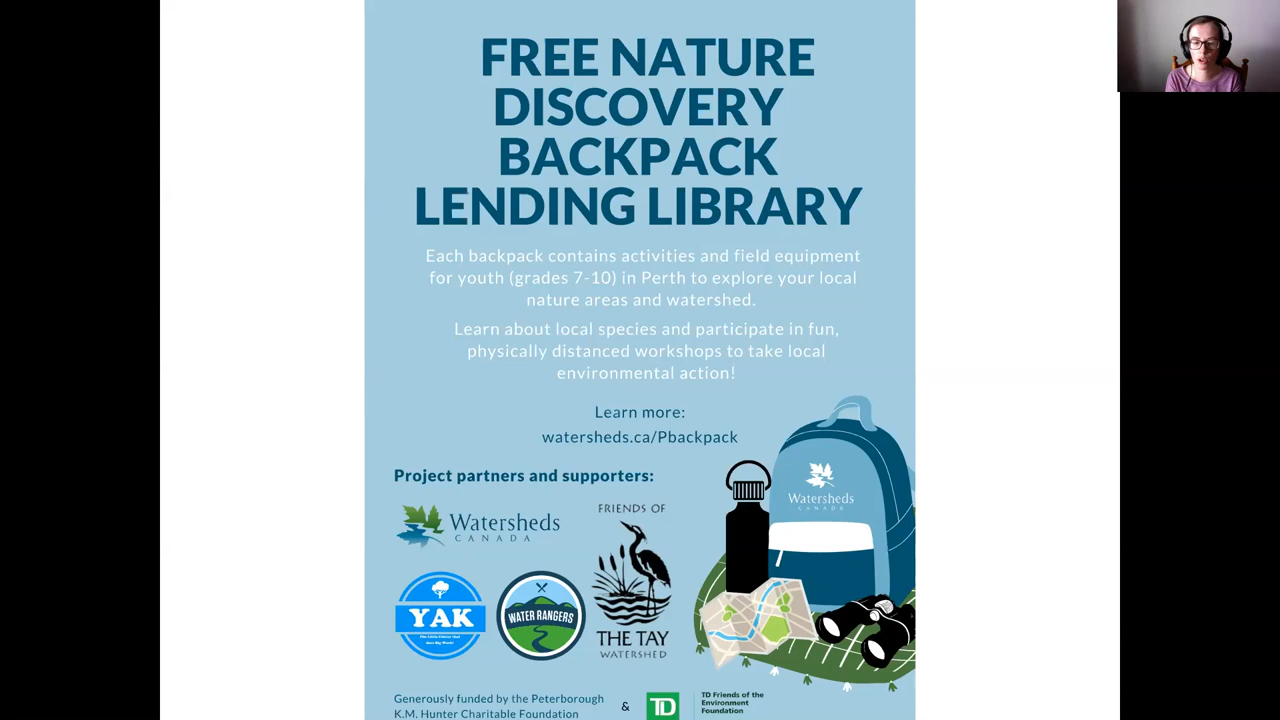 FREE NATURE
DISCOVERY
BACKPACK
LENDING LIBRARY
Each backpack contains activities and field equipment
for youth (grades 7-10) in Perth to explore your local
nature areas and watershed.
Learn about local species and participate in fun,
physically distanced workshops to take local
environmental action!
Learn more:
watersheds.ca/Pbackpack
Project partners and supporters:
Watersheds
CANADA
FRIENDS OF
THE TAY
WATERSHED
YAK
WATER RANGERS
Watersheds
CANADA
Generously funded by the Peterborough
K.M. Hunter Charitable Foundation
&
TD
TD Friends of the
Environment
Foundation